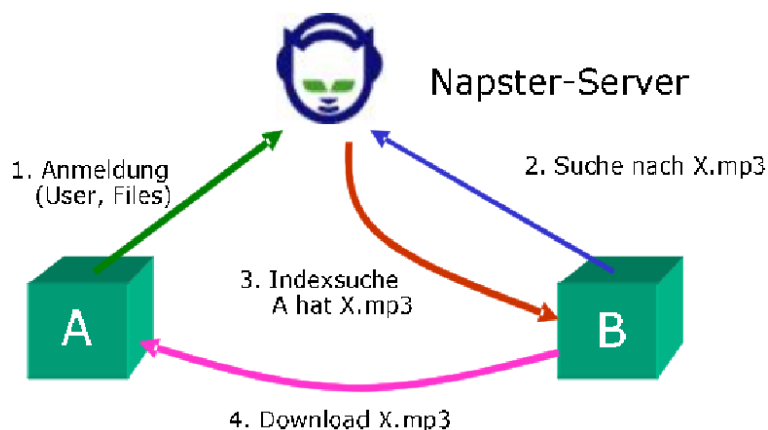 Napster-Server
1. Anmeldung
(User, Files)
2. Suche nach X.mp3
3. Indexsuche
A hat X.mp3
A
B
4. Download X.mp3